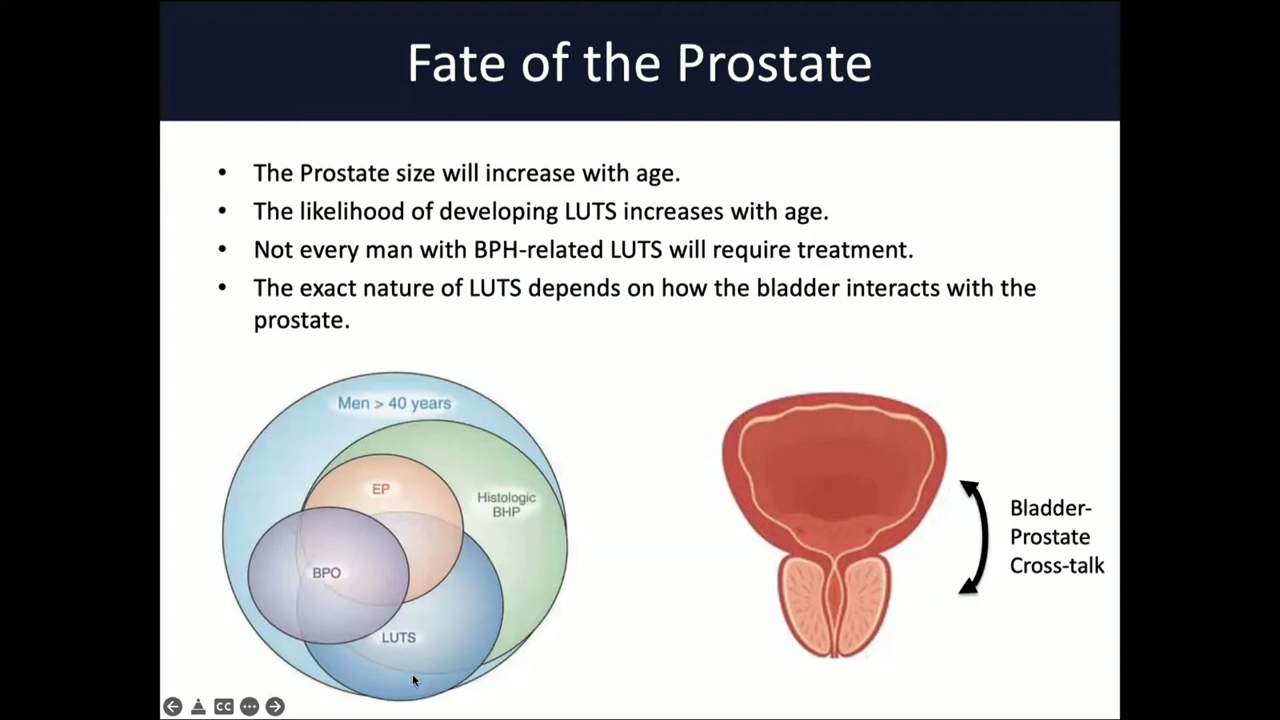 Fate of the Prostate
• The Prostate size will increase with age.
• The likelihood of developing LUTS increases with age.
• Not every man with BPH-related LUTS will require treatment.
• The exact nature of LUTS depends on how the bladder interacts with the
prostate.
Men > 40 years
EP
Histologic
BHP
BPO
LUTS
Bladder-
Prostate
Cross-talk
CC